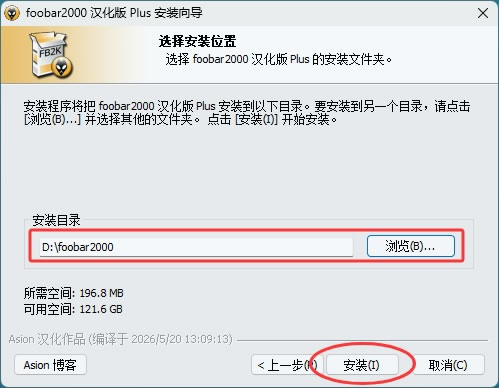 foobar2000 汉化版 Plus 安装向导
FB2K
选择安装位置
选择 foobar2000 汉化版 Plus 的安装文件夹。
安装程序将把 foobar2000 汉化版 Plus 安装到以下目录。要安装到另一个目录，请点击
[浏览(B)...] 并选择其他的文件夹。 点击 [安装(I)] 开始安装。
安装目录
D:\foobar2000 浏览(B)...
所需空间: 196.8 MB
可用空间: 121.6 GB
Asion 汉化作品 (编译于 2026/5/20 13:09:13)
Asion 博客 < 上一步(P) 安装(I) 取消(C)